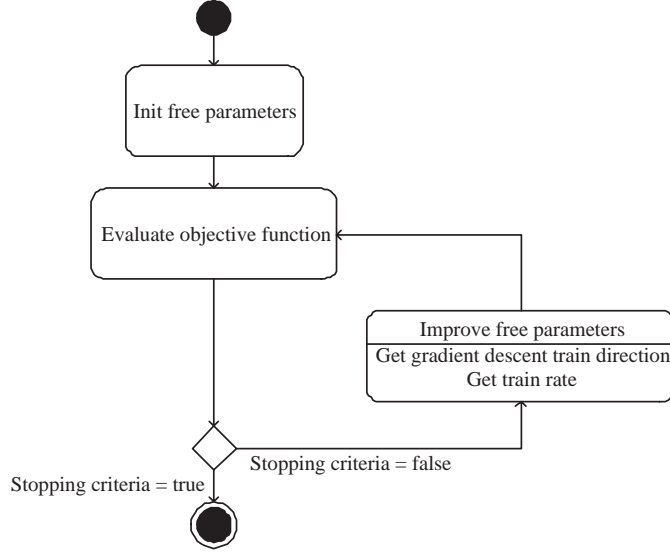 Init free parameters
Evaluate objective function
Improve free parameters
Get gradient descent train direction
Get train rate
Stopping criteria = false
Stopping criteria = true